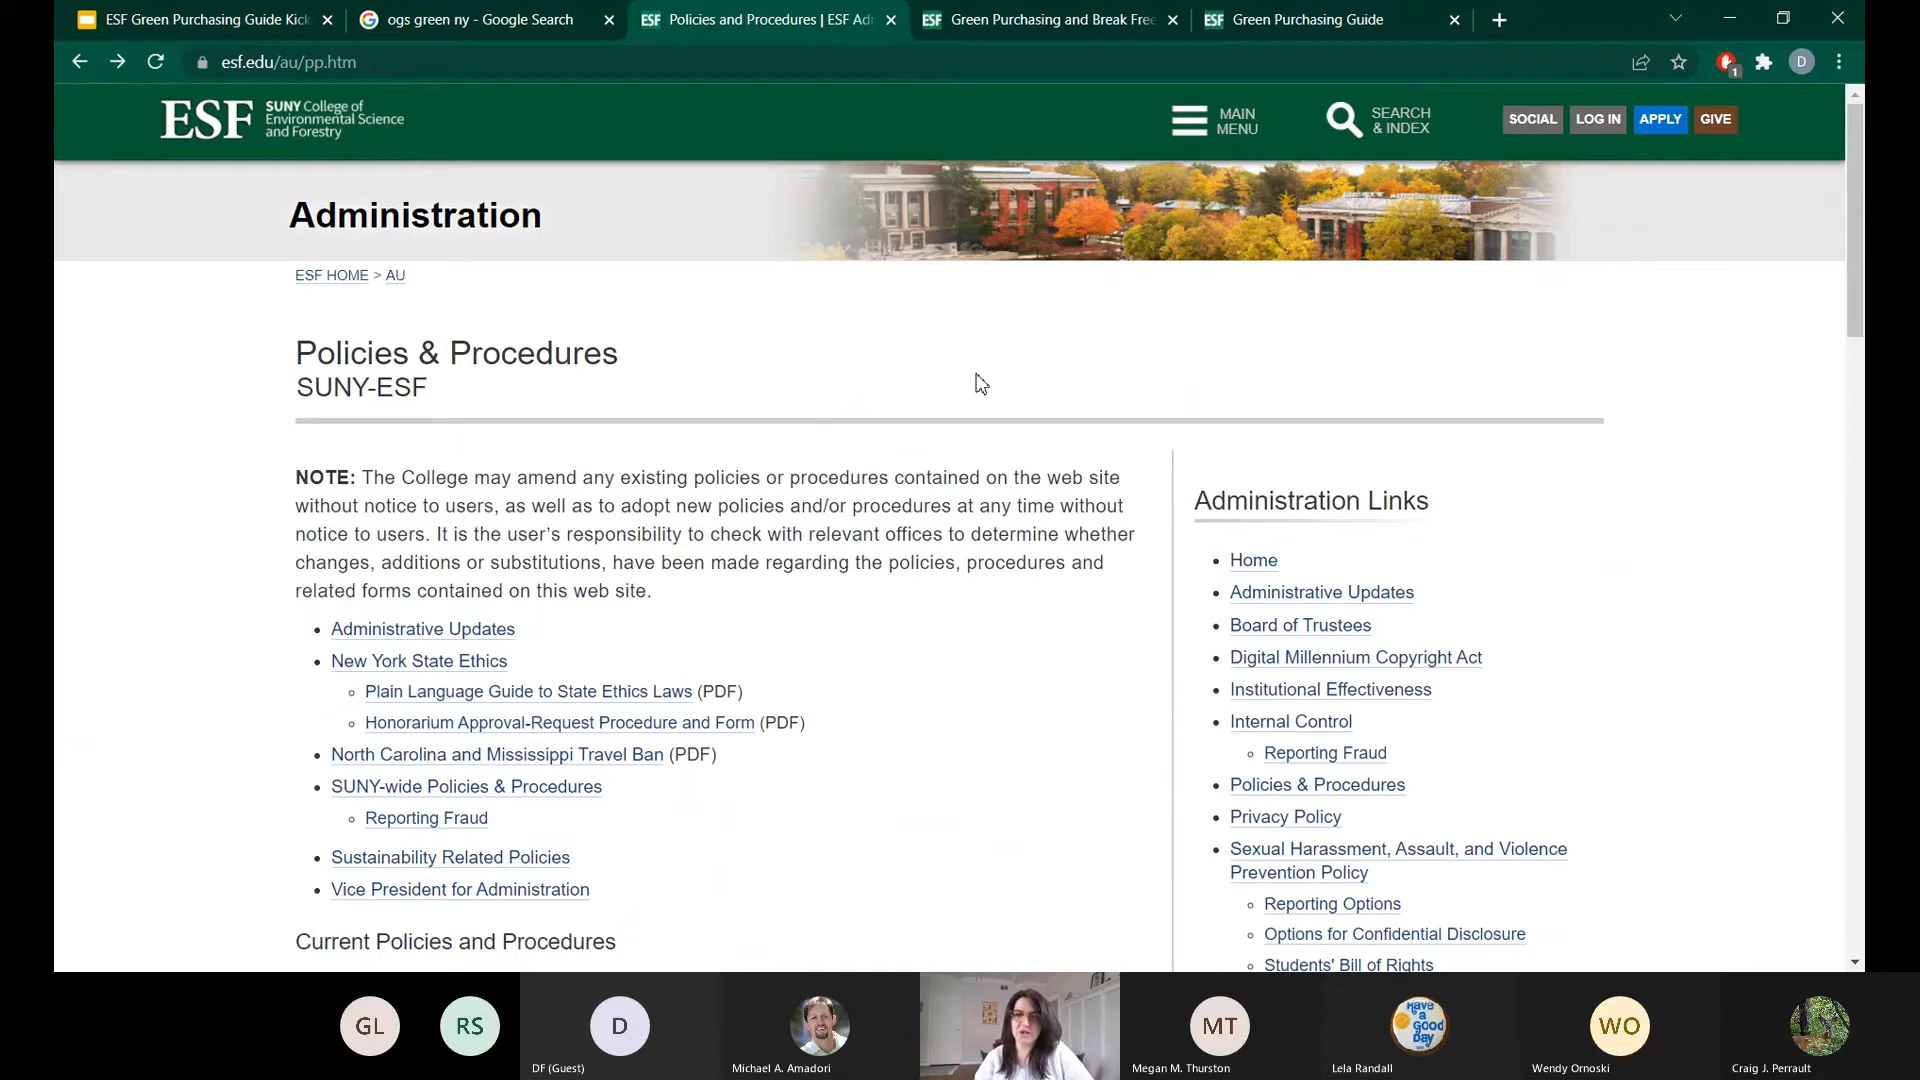 ESF Green Purchasing Guide Kick
ogs green ny - Google Search
ESF Policies and Procedures | ESF Adm
ESF Green Purchasing and Break Free
ESF Green Purchasing Guide
esf.edu/au/pp.htm
1
D
ESF SUNY College of
Environmental Science
and Forestry
MAIN
MENU
SEARCH
& INDEX
SOCIAL
LOG IN
APPLY
GIVE
Administration
ESF HOME > AU
Policies & Procedures
SUNY-ESF
NOTE: The College may amend any existing policies or procedures contained on the web site
without notice to users, as well as to adopt new policies and/or procedures at any time without
notice to users. It is the user's responsibility to check with relevant offices to determine whether
changes, additions or substitutions, have been made regarding the policies, procedures and
related forms contained on this web site.
Administrative Updates
New York State Ethics
Plain Language Guide to State Ethics Laws (PDF)
Honorarium Approval-Request Procedure and Form (PDF)
North Carolina and Mississippi Travel Ban (PDF)
SUNY-wide Policies & Procedures
Reporting Fraud
Sustainability Related Policies
Vice President for Administration
Current Policies and Procedures
Administration Links
Home
Administrative Updates
Board of Trustees
Digital Millennium Copyright Act
Institutional Effectiveness
Internal Control
Reporting Fraud
Policies & Procedures
Privacy Policy
Sexual Harassment, Assault, and Violence
Prevention Policy
Reporting Options
Options for Confidential Disclosure
Students' Bill of Rights
GL
RS
D
DF (Guest)
Michael A. Amadori
MT
Megan M. Thurston
Have
a
good
Day
Lela Randall
WO
Wendy Ornoski
Craig J. Perrault